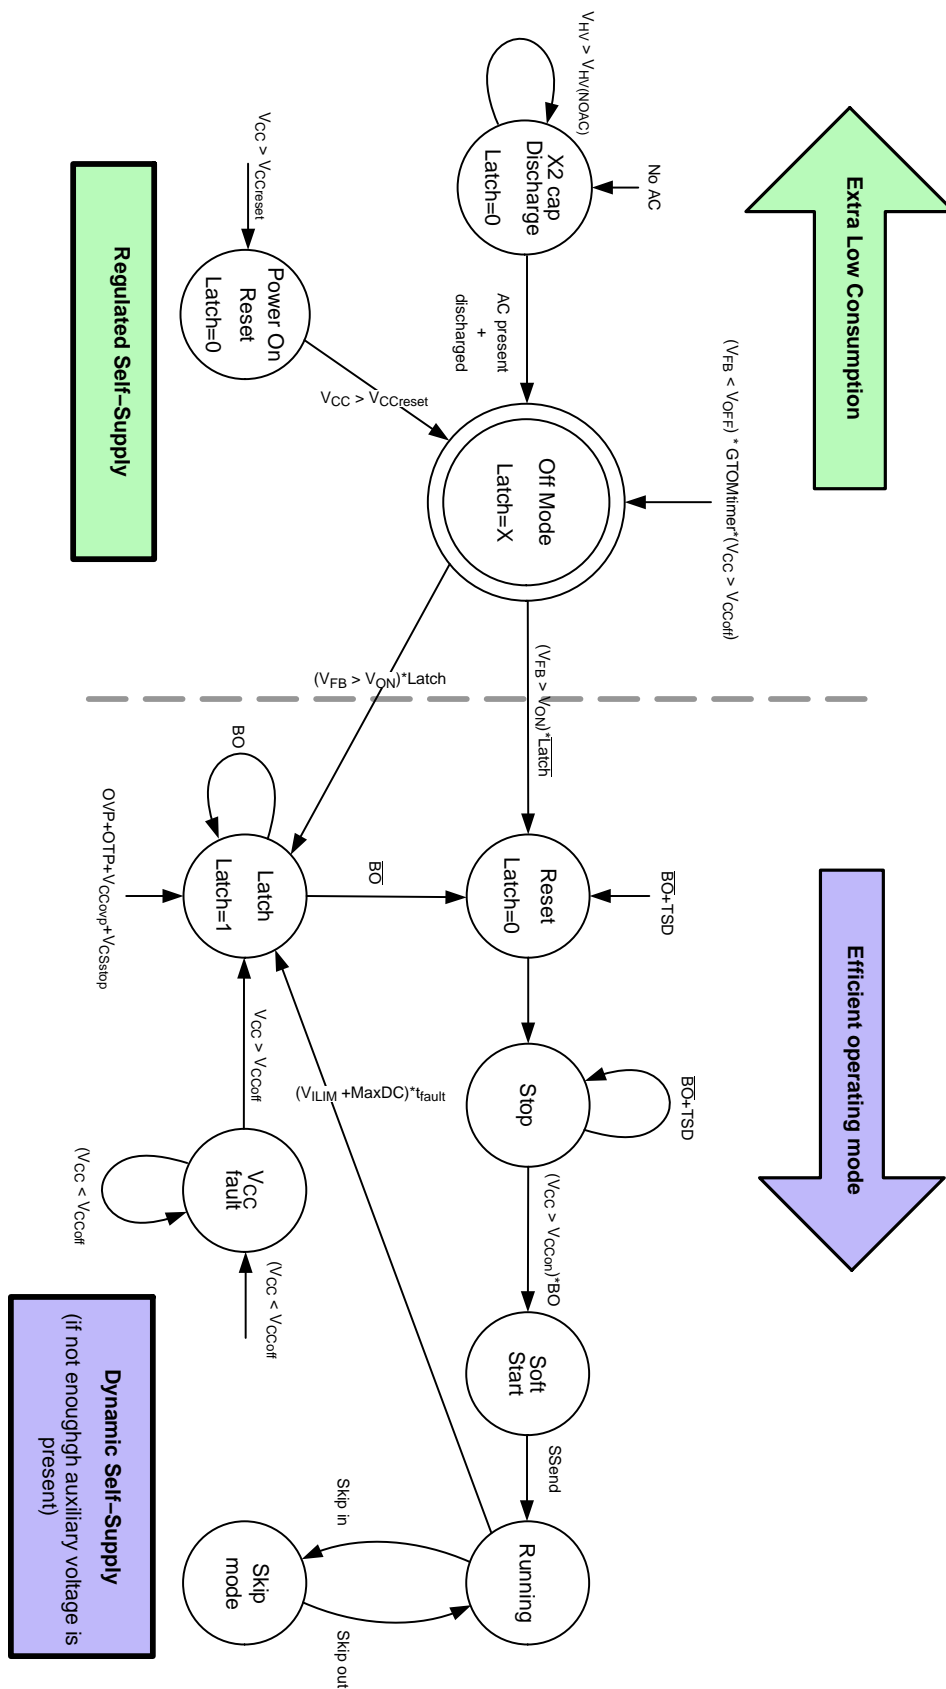 Extra Low Consumption
Efficient operating mode
(VFB < VOFF) * GTOMtimer*(VCC > VCCoff)
No AC
B̅O̅+TSD
B̅O̅+TSD
VHV > VHV(NOAC)
X2 cap
Discharge
Latch=0
AC present
+
discharged
Off Mode
Latch=X
(VFB > VON)*L̅a̅t̅c̅h̅
Reset
Latch=0
Stop
(VCC > VCCon)*BO
Soft
Start
SSend
Running
VCC > VCCreset
Power On
Reset
Latch=0
VCC > VCCreset
(VFB > VON)*Latch
BO
B̅O̅
(VILIM +MaxDC)*tfault
Skip in
Skip out
Latch
Latch=1
VCC > VCCoff
VCC
fault
(VCC < VCCoff
(VCC < VCCoff
Skip
mode
OVP+OTP+VCCovp+VCSstop
Regulated Self−Supply
Dynamic Self−Supply
(if not enoughgh auxiliary voltage is
present)